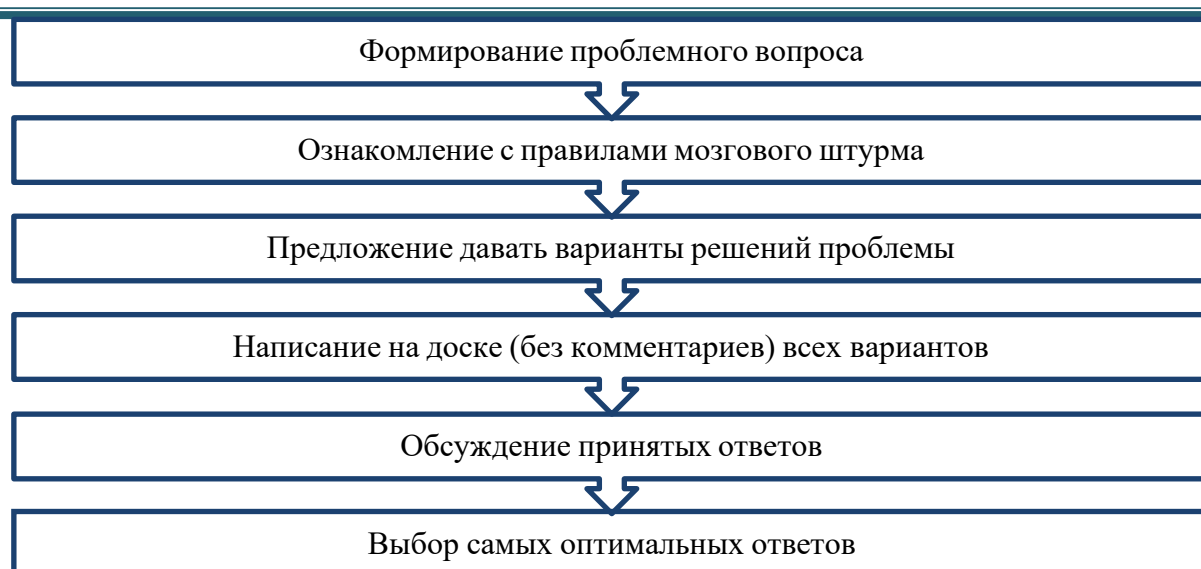 Формирование проблемного вопроса
Ознакомление с правилами мозгового штурма
Предложение давать варианты решений проблемы
Написание на доске (без комментариев) всех вариантов
Обсуждение принятых ответов
Выбор самых оптимальных ответов